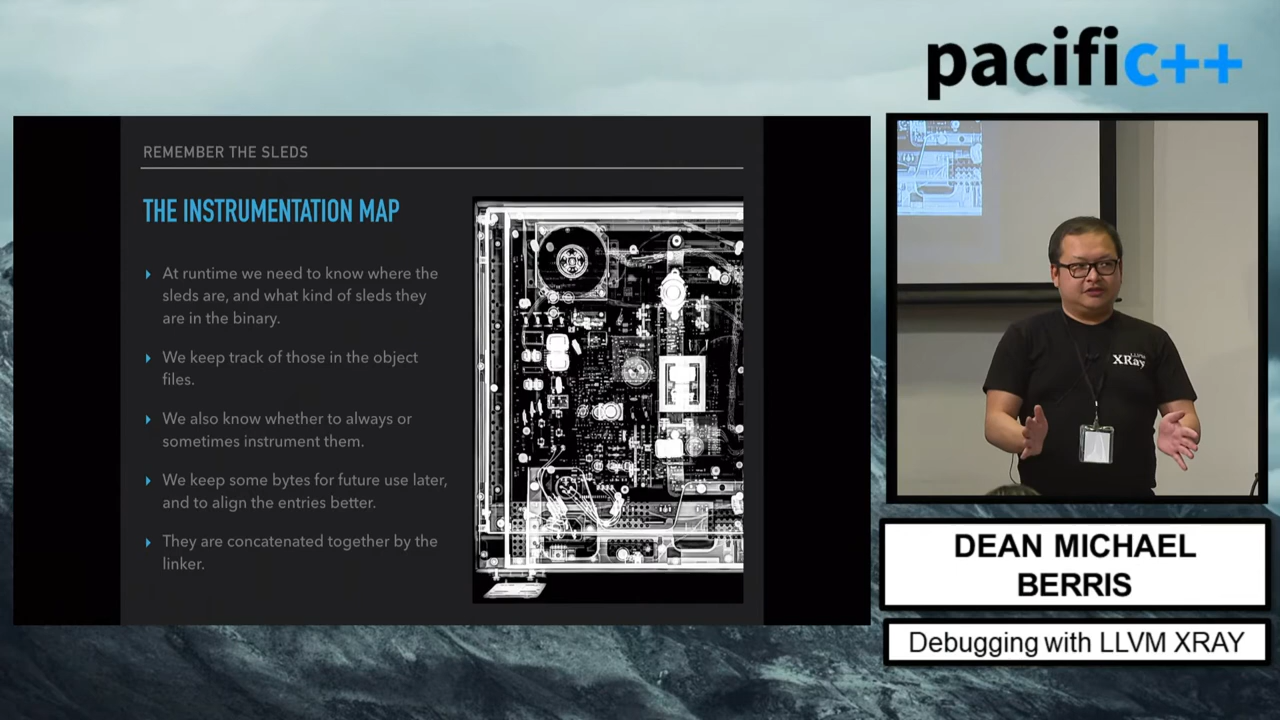 pacific++
REMEMBER THE SLEDS
THE INSTRUMENTATION MAP
At runtime we need to know where the
sleds are, and what kind of sleds they
are in the binary.
We keep track of those in the object
files.
We also know whether to always or
sometimes instrument them.
We keep some bytes for future use later,
and to align the entries better.
They are concatenated together by the
linker.
LLVM
XRay
DEAN MICHAEL
BERRIS
Debugging with LLVM XRAY